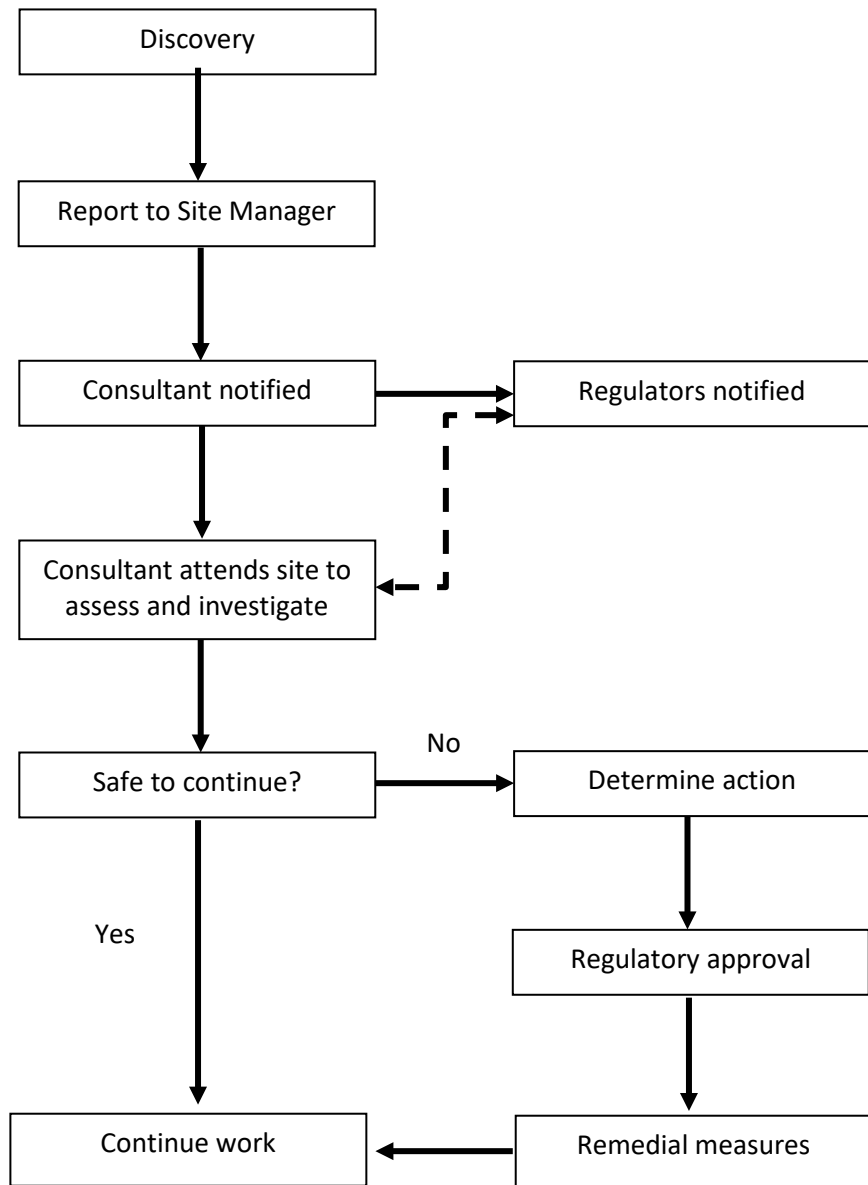 Discovery
Report to Site Manager
Consultant notified
Regulators notified
Consultant attends site to
assess and investigate
No
Safe to continue?
Determine action
Yes
Regulatory approval
Continue work
Remedial measures